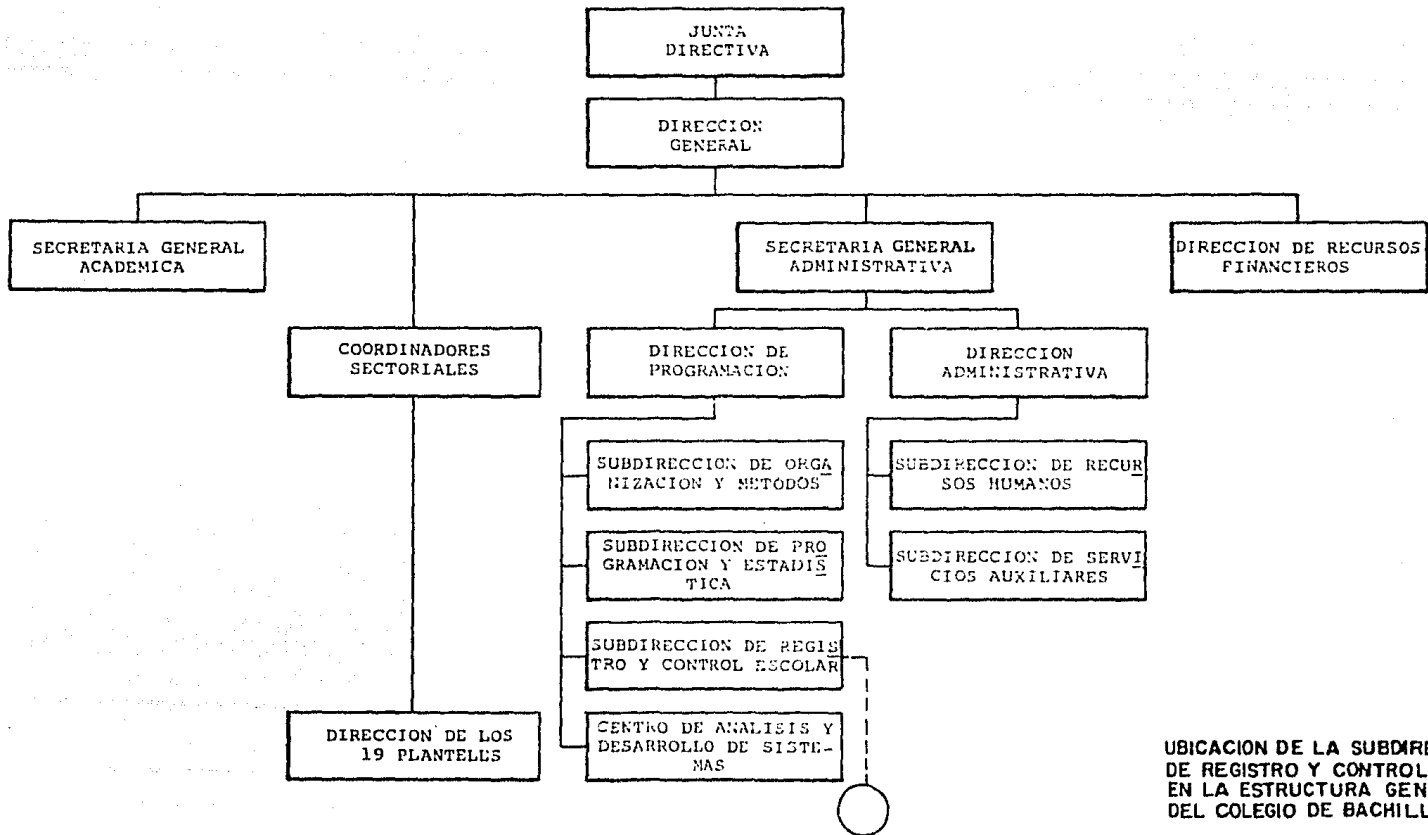 JUNTA
DIRECTIVA
DIRECCION
GENERAL
SECRETARIA GENERAL
ACADEMICA
SECRETARIA GENERAL
ADMINISTRATIVA
DIRECCION DE RECURSOS
FINANCIEROS
COORDINADORES
SECTORIALES
DIRECCION DE
PROGRAMACION
DIRECCION
ADMINISTRATIVA
SUBDIRECCION DE ORGA
NIZACION Y METODOS
SUBDIRECCION DE RECUR
SOS HUMANOS
SUBDIRECCION DE PRO
GRAMACION Y ESTADIS
TICA
SUBDIRECCION DE SERVI
CIOS AUXILIARES
SUBDIRECCION DE REGIS
TRO Y CONTROL ESCOLAR
DIRECCION DE LOS
19 PLANTELES
CENTRO DE ANALISIS Y
DESARROLLO DE SISTE-
MAS
UBICACION DE LA SUBDIRE
DE REGISTRO Y CONTROL
EN LA ESTRUCTURA GEN
DEL COLEGIO DE BACHILL